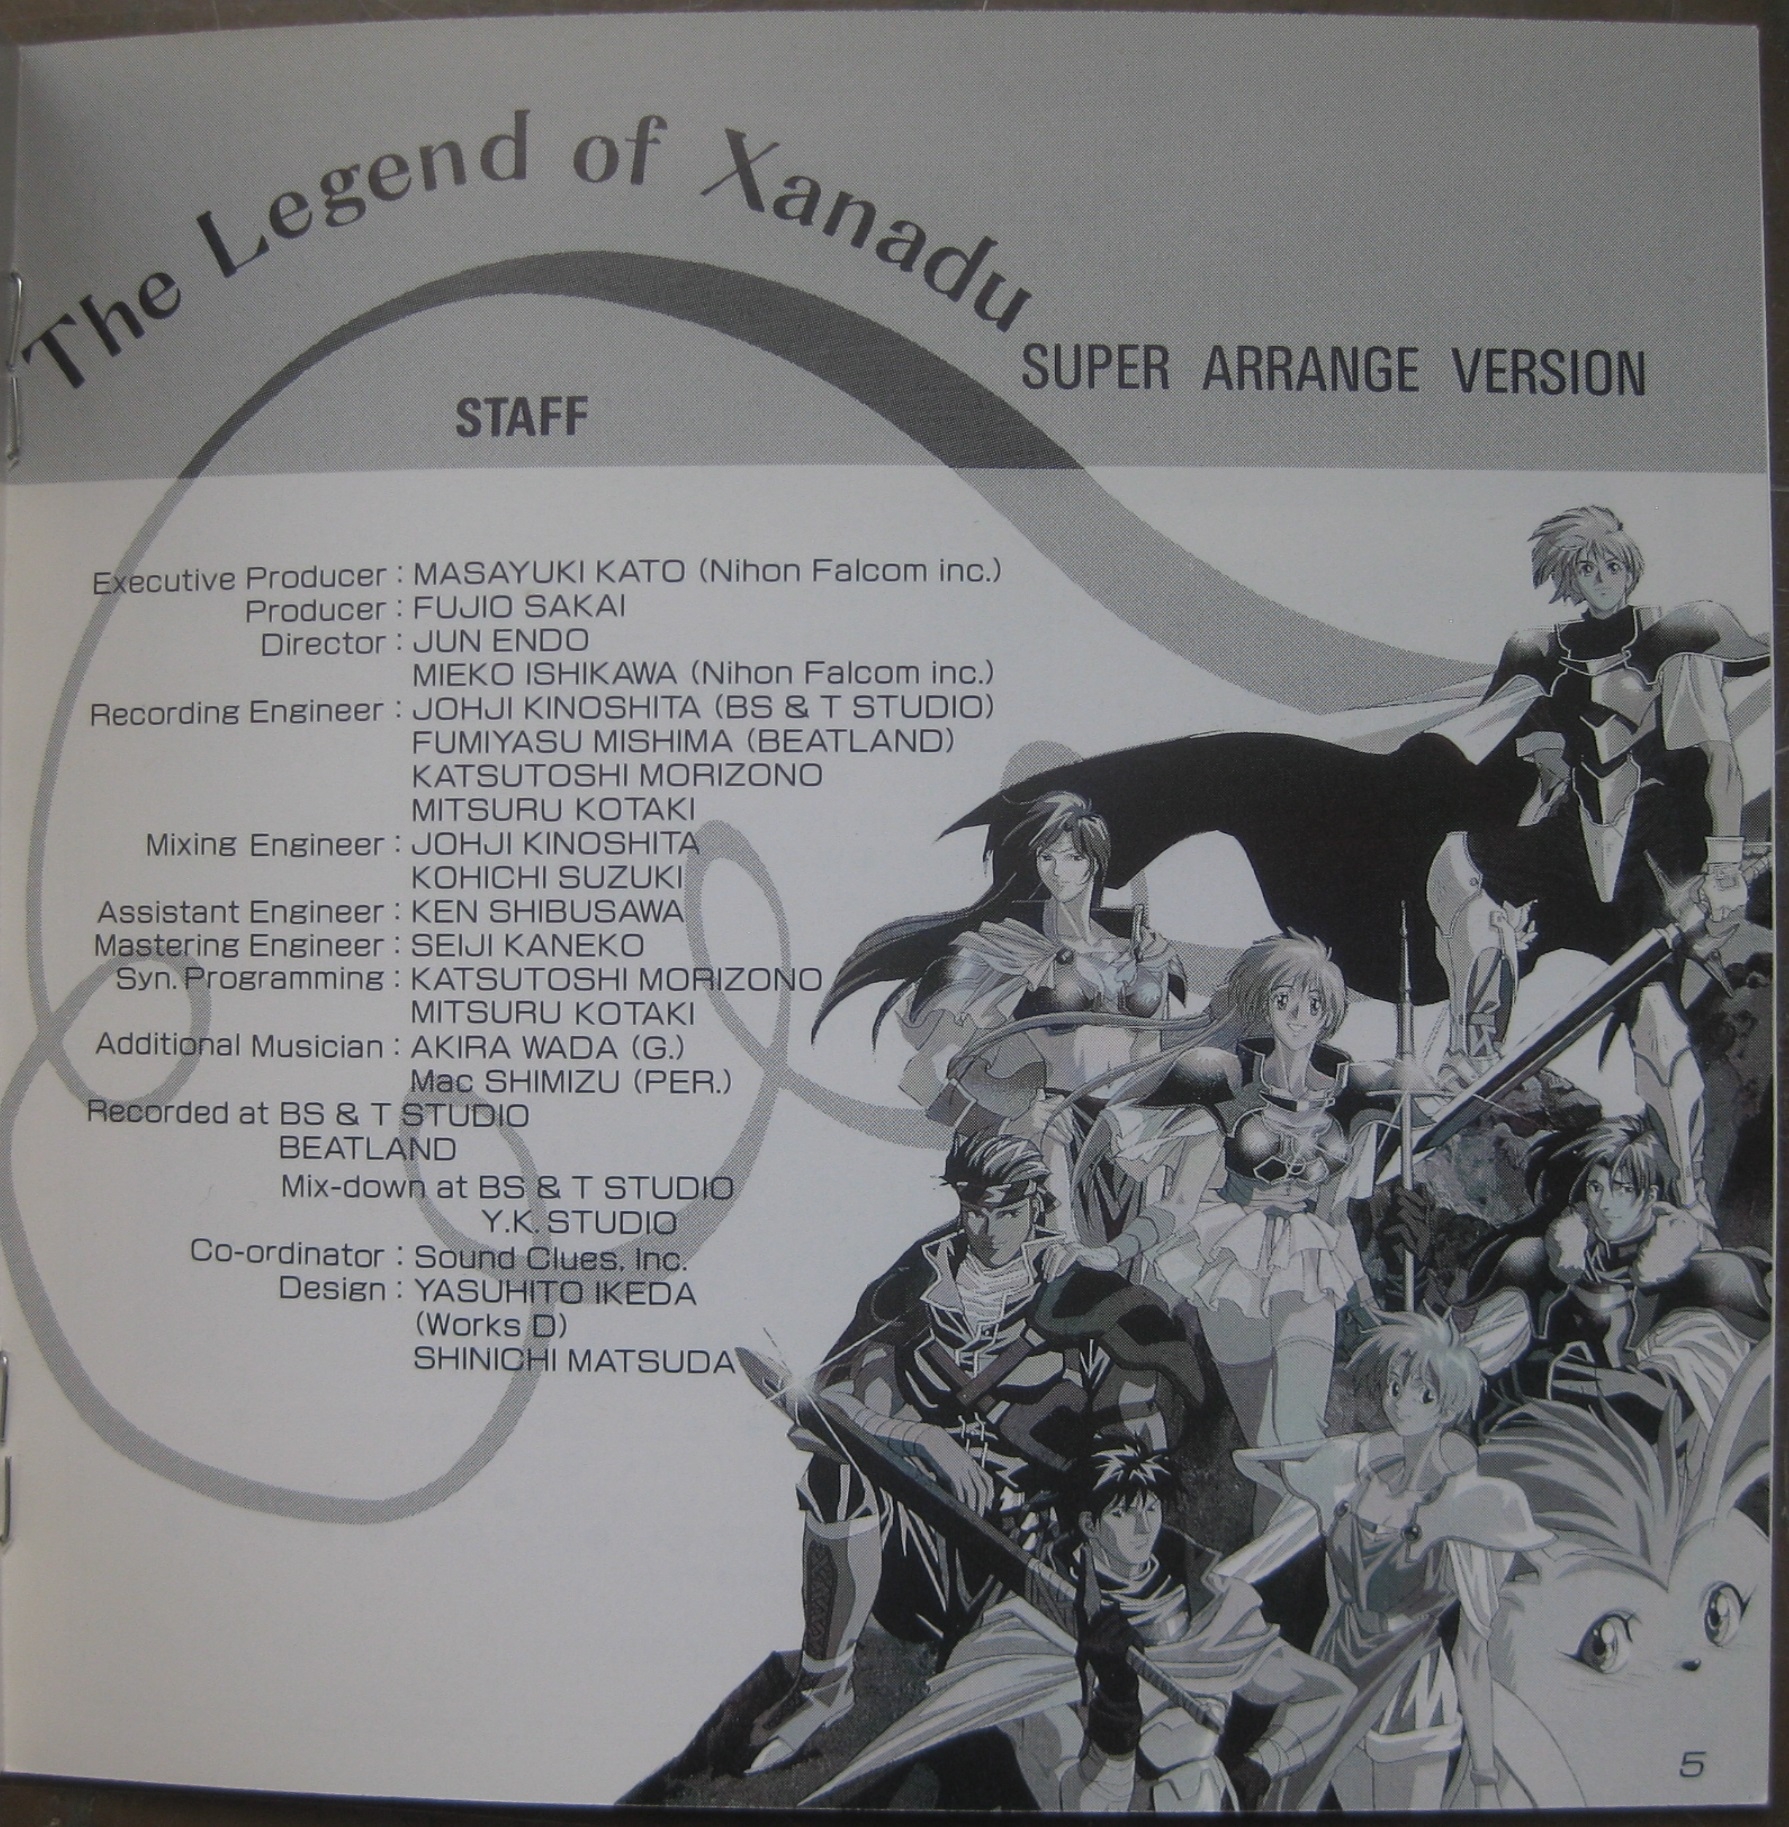 The Legend of Xanadu
SUPER ARRANGE VERSION
STAFF
Executive Producer : MASAYUKI KATO (Nihon Falcom inc.)
Producer : FUJIO SAKAI
Director : JUN ENDO
MIEKO ISHIKAWA (Nihon Falcom inc.)
Recording Engineer : JOHJI KINOSHITA (BS & T STUDIO)
FUMIYASU MISHIMA (BEATLAND)
KATSUTOSHI MORIZONO
MITSURU KOTAKI
Mixing Engineer : JOHJI KINOSHITA
KOHICHI SUZUKI
Assistant Engineer : KEN SHIBUSAWA
Mastering Engineer : SEIJI KANEKO
Syn. Programming : KATSUTOSHI MORIZONO
MITSURU KOTAKI
Additional Musician : AKIRA WADA (G.)
Mac SHIMIZU (PER.)
Recorded at BS & T STUDIO
BEATLAND
Mix-down at BS & T STUDIO
Y.K. STUDIO
Co-ordinator : Sound Clues, Inc.
Design : YASUHITO IKEDA
(Works D)
SHINICHI MATSUDA
5